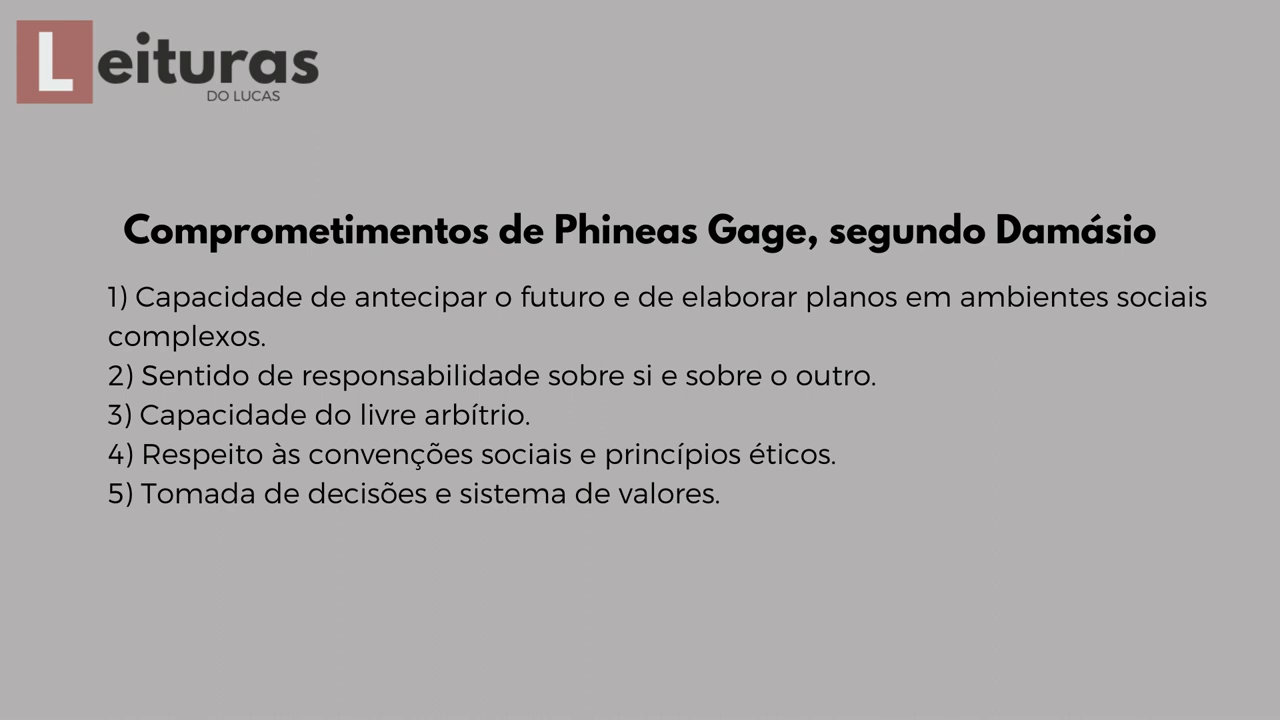 Leituras
DO LUCAS
Comprometimentos de Phineas Gage, segundo Damásio
1) Capacidade de antecipar o futuro e de elaborar planos em ambientes sociais
complexos.
2) Sentido de responsabilidade sobre si e sobre o outro.
3) Capacidade do livre arbítrio.
4) Respeito às convenções sociais e princípios éticos.
5) Tomada de decisões e sistema de valores.